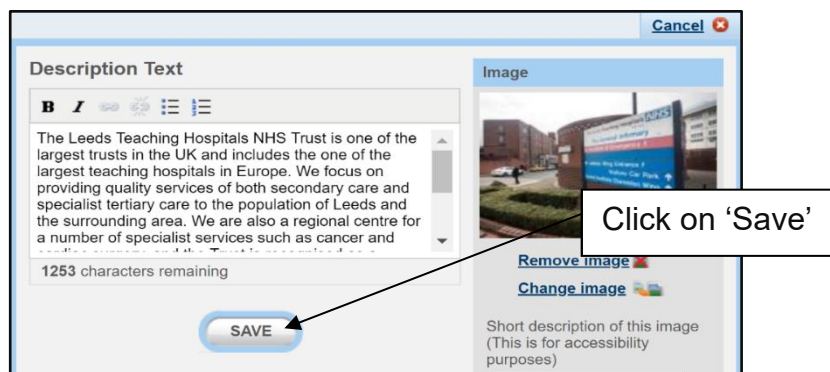 Cancel
Description Text
B I
The Leeds Teaching Hospitals NHS Trust is one of the
largest trusts in the UK and includes the one of the
largest teaching hospitals in Europe. We focus on
providing quality services of both secondary care and
specialist tertiary care to the population of Leeds and
the surrounding area. We are also a regional centre for
a number of specialist services such as cancer and
1253 characters remaining
SAVE
Image
NHS
Car Park
Click on ‘Save’
Remove image
Change image
Short description of this image
(This is for accessibility
purposes)